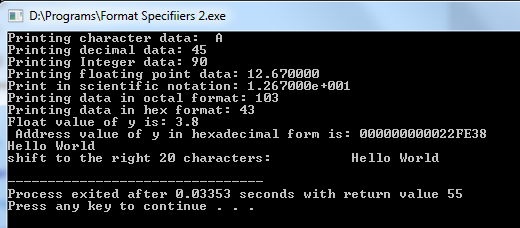 D:\Programs\Format Specifiiers 2.exe
Printing character data:  A
Printing decimal data: 45
Printing Integer data: 90
Printing floating point data: 12.670000
Print in scientific notation: 1.267000e+001
Printing data in octal format: 103
Printing data in hex format: 43
Float value of y is: 3.8
 Address value of y in hexadecimal form is: 000000000022FE38
Hello World
shift to the right 20 characters:          Hello World
--------------------------------
Process exited after 0.03353 seconds with return value 55
Press any key to continue . . .